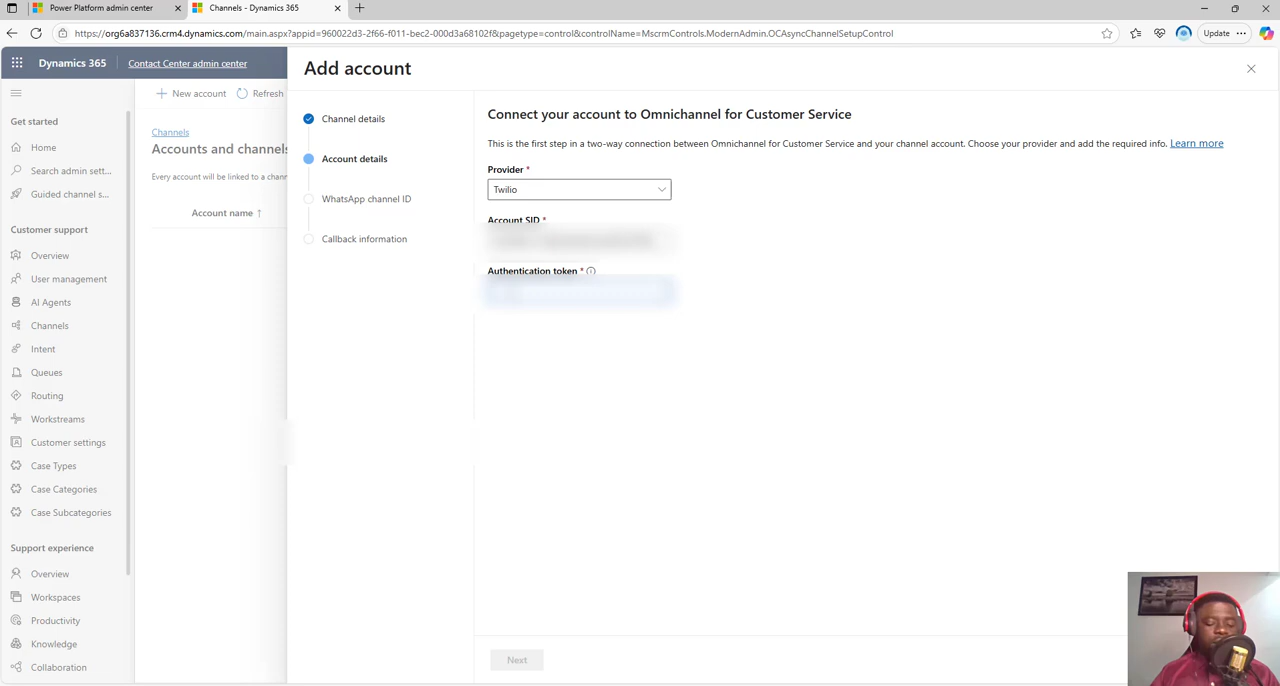 Power Platform admin center
Channels - Dynamics 365
Update
https://org6a837136.crm4.dynamics.com/main.aspx?appid=960022d3-2f66-f011-bec2-000d3a68102f&pagetype=control&controlName=MscrmControls.ModernAdmin.OCAsyncChannelSetupControl
Dynamics 365
Contact Center admin center
New account
Refresh
Get started
Home
Search admin sett...
Guided channel s...
Customer support
Overview
User management
AI Agents
Channels
Intent
Queues
Routing
Workstreams
Customer settings
Case Types
Case Categories
Case Subcategories
Support experience
Overview
Workspaces
Productivity
Knowledge
Collaboration
Channels
Accounts and channels
Every account will be linked to a chann
Account name ↑
Add account
Channel details
Account details
WhatsApp channel ID
Callback information
Connect your account to Omnichannel for Customer Service
This is the first step in a two-way connection between Omnichannel for Customer Service and your channel account. Choose your provider and add the required info. Learn more
Provider *
Twilio
Account SID *
Authentication token *
Next